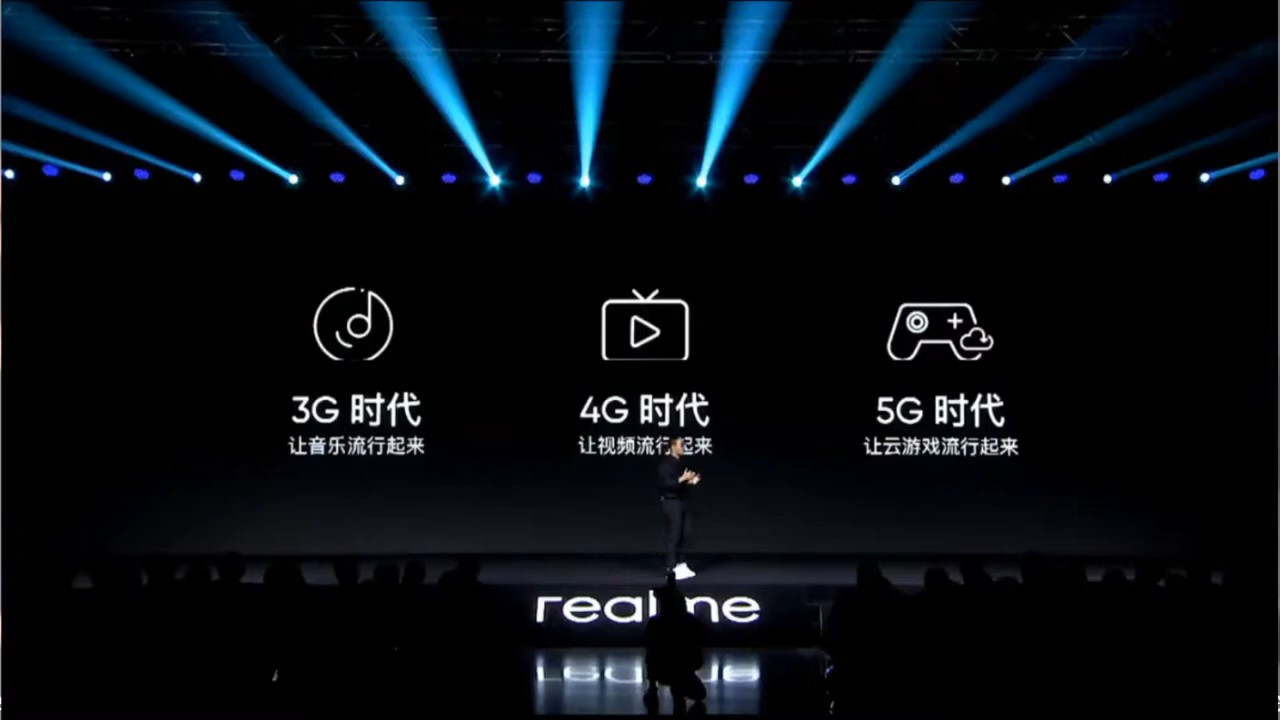 3G 时代
让音乐流行起来
4G 时代
让视频流行起来
5G 时代
让云游戏流行起来
realme